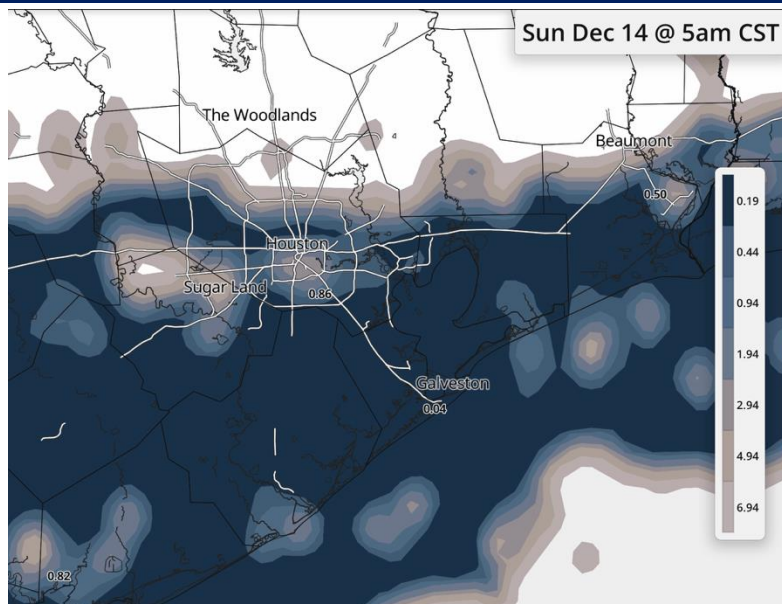 Sun Dec 14 @ 5am CST
The Woodlands
Beaumont
0.50
Houston
Sugar Land
0.86
Galveston
0.04
0.82
0.19
0.44
0.94
1.94
2.94
4.94
6.94